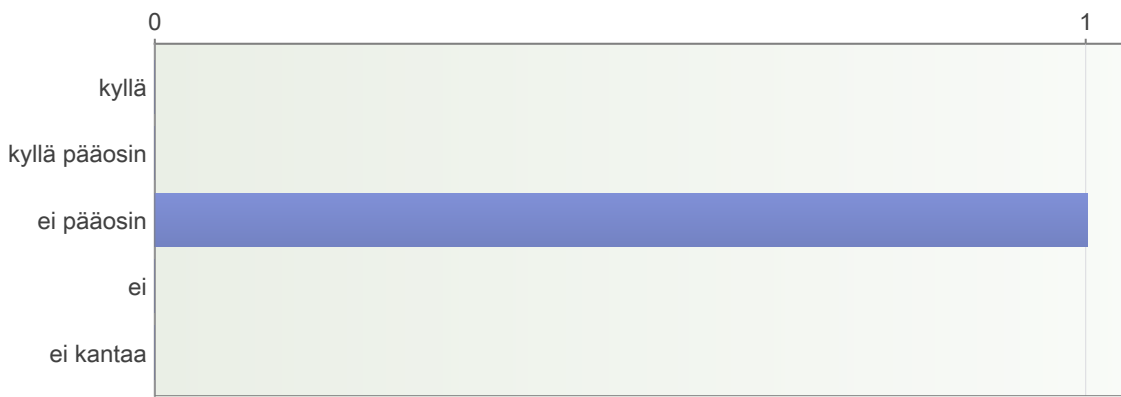 0 1
kyllä
kyllä pääosin
ei pääosin
ei
ei kantaa